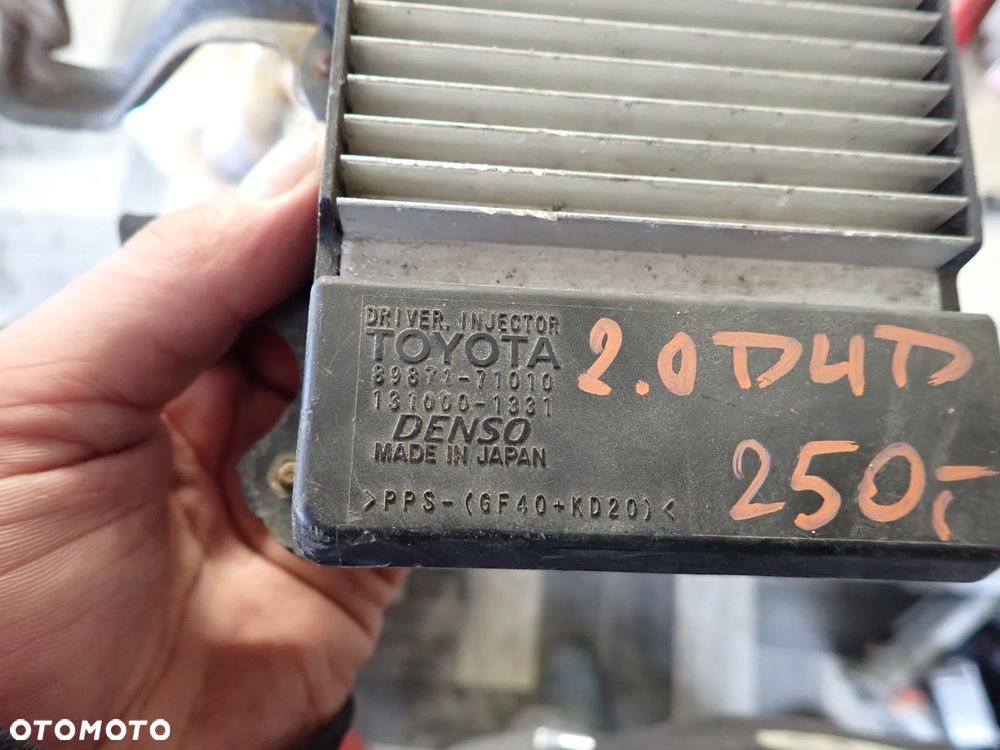 DRIVER, INJECTOR
TOYOTA
89871-71010
131000-1331
DENSO
MADE IN JAPAN
>PPS-(GF40+KD20)<
2.0 D4D
250,-
OTOMOTO